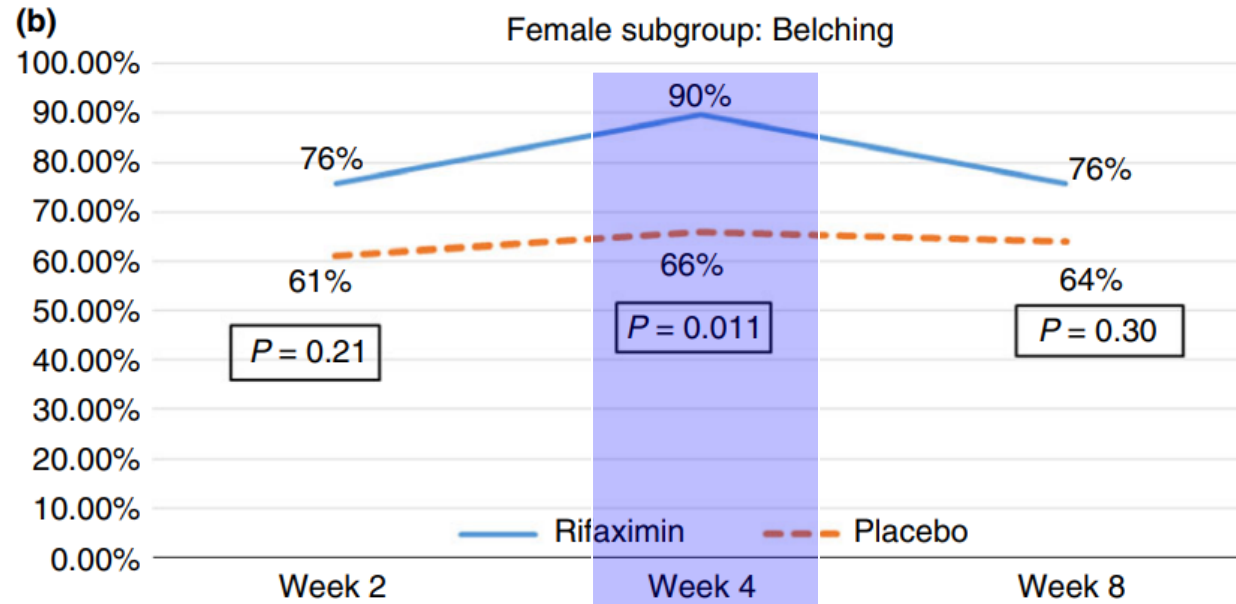 (b)
Female subgroup: Belching
100.00%
90.00%
80.00%
70.00%
60.00%
50.00%
40.00%
30.00%
20.00%
10.00%
0.00%
76%
90%
76%
61%
66%
64%
P = 0.21
P = 0.011
P = 0.30
Rifaximin
Placebo
Week 2
Week 4
Week 8